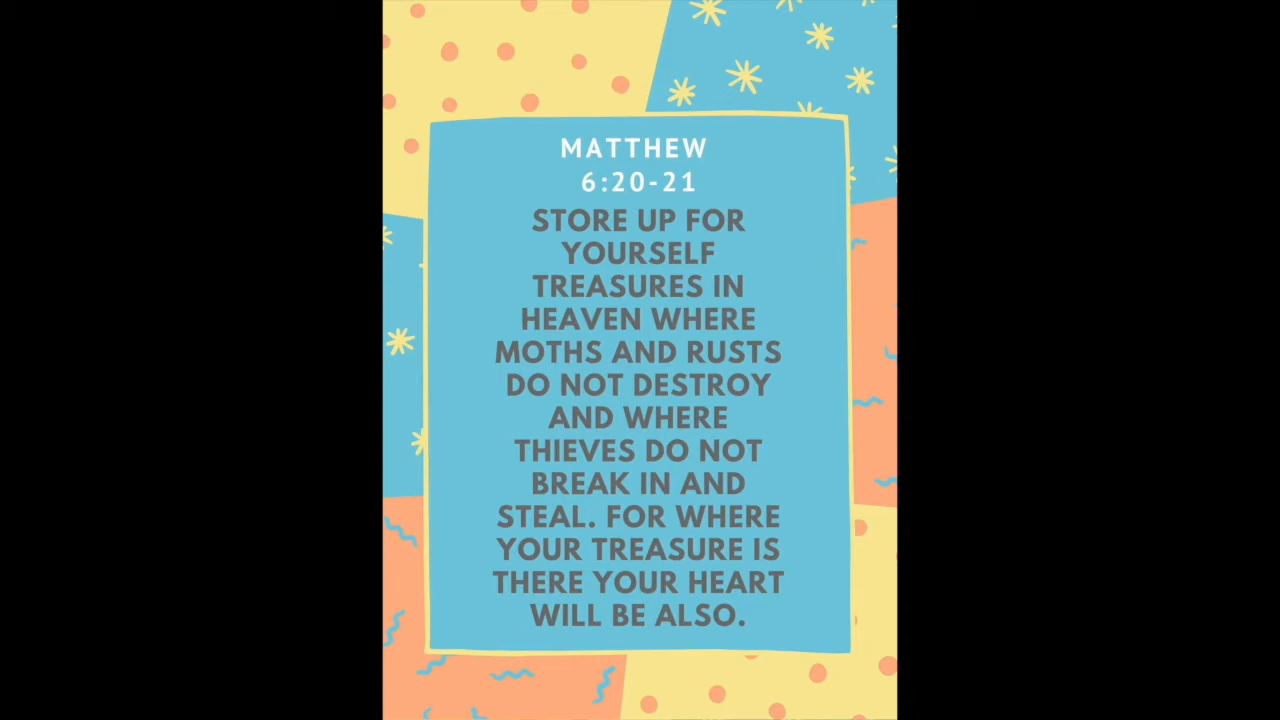 MATTHEW
6:20-21
STORE UP FOR
YOURSELF
TREASURES IN
HEAVEN WHERE
MOTHS AND RUSTS
DO NOT DESTROY
AND WHERE
THIEVES DO NOT
BREAK IN AND
STEAL. FOR WHERE
YOUR TREASURE IS
THERE YOUR HEART
WILL BE ALSO.